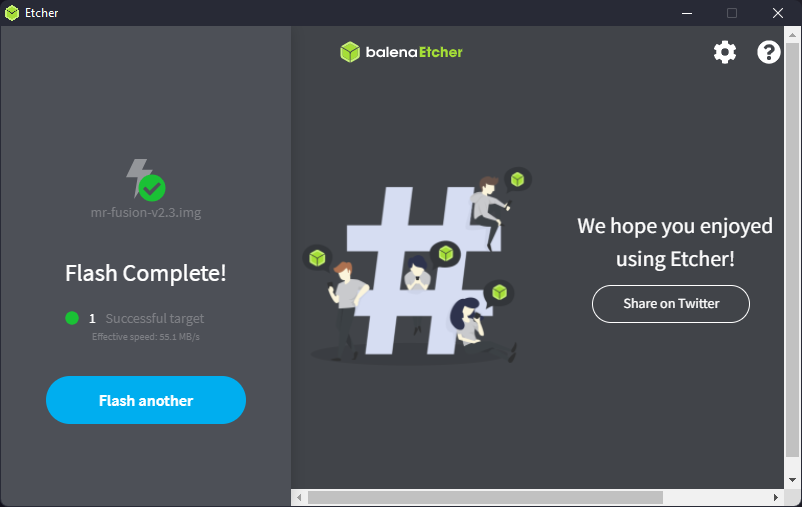 Etcher
balenaEtcher
mr-fusion-v2.3.img
Flash Complete!
1 Successful target
Effective speed: 55.1 MB/s
Flash another
We hope you enjoyed
using Etcher!
Share on Twitter